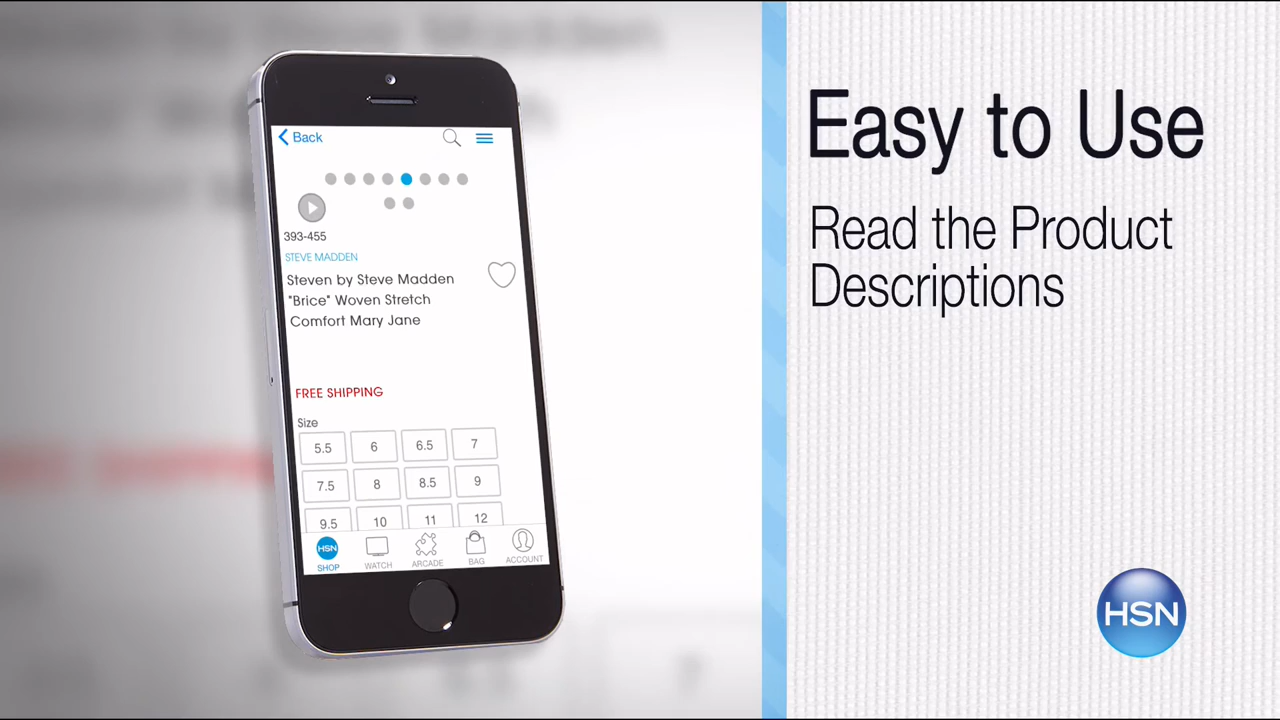 Back
393-455
STEVE MADDEN
Steven by Steve Madden
"Brice" Woven Stretch
Comfort Mary Jane
FREE SHIPPING
Size
5.5 6 6.5 7
7.5 8 8.5 9
9.5 10 11 12
HSN
SHOP WATCH ARCADE BAG ACCOUNT
Easy to Use
Read the Product
Descriptions
HSN